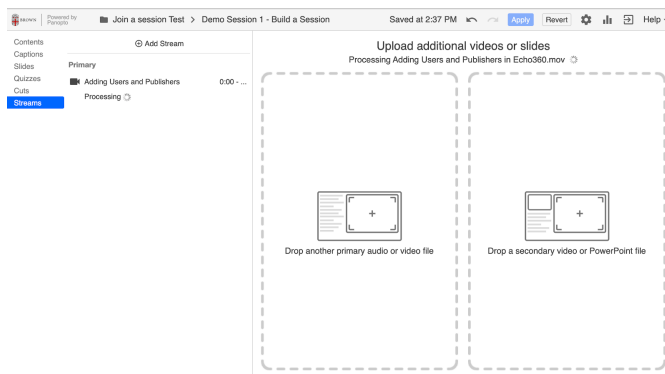 BROWN
Powered by
Panopto
Join a session Test > Demo Session 1 - Build a Session
Saved at 2:37 PM
Apply
Revert
Help
Contents
Captions
Slides
Quizzes
Cuts
Streams
Add Stream
Primary
Adding Users and Publishers 0:00 - ...
Processing
Upload additional videos or slides
Processing Adding Users and Publishers in Echo360.mov
Drop another primary audio or video file
Drop a secondary video or PowerPoint file